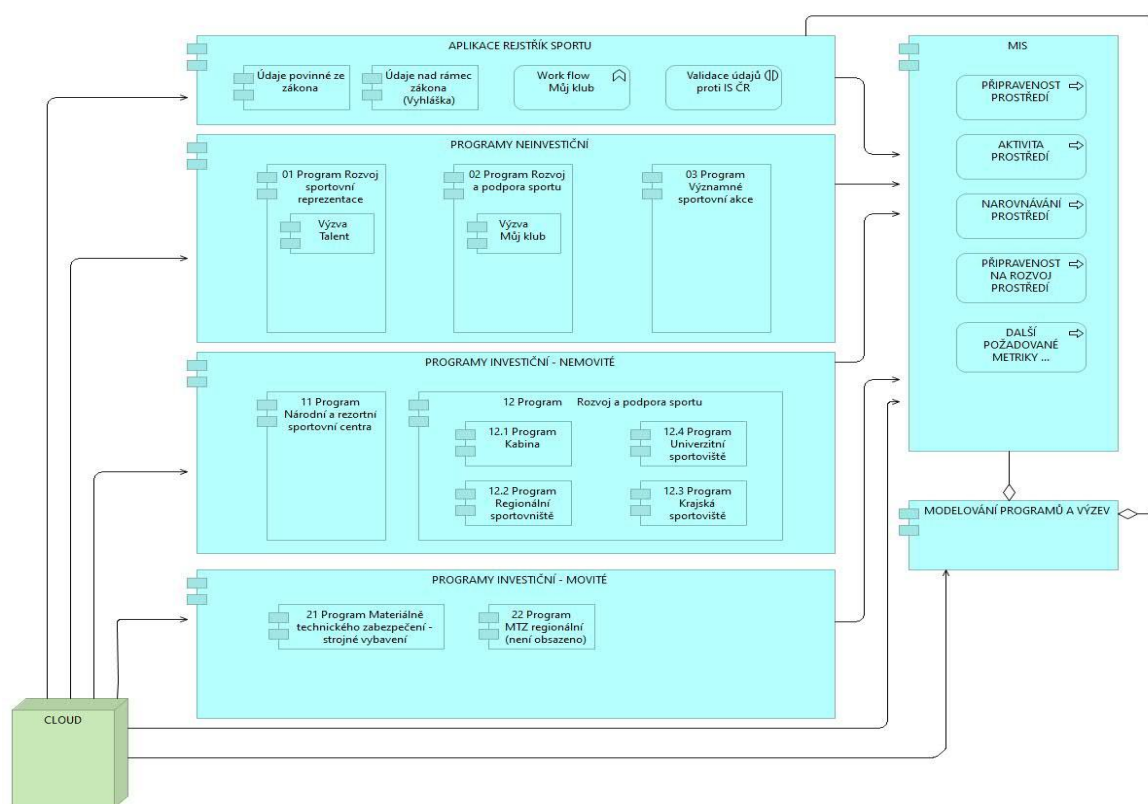 APLIKACE REJSTŘÍK SPORTU
Údaje povinné ze
zákona
Údaje nad rámec
zákona
(Vyhláška)
Work flow
Můj klub
Validace údajů
proti IS ČR
PROGRAMY NEINVESTIČNÍ
01 Program Rozvoj
sportovní
reprezentace
Výzva
Talent
02 Program Rozvoj
a podpora sportu
Výzva
Můj klub
03 Program
Významné
sportovní akce
PROGRAMY INVESTIČNÍ - NEMOVITÉ
11 Program
Národní a rezortní
sportovní centra
12 Program Rozvoj a podpora sportu
12.1 Program
Kabina
12.4 Program
Univerzitní
sportoviště
12.2 Program
Regionální
sportovniště
12.3 Program
Krajská
sportoviště
PROGRAMY INVESTIČNÍ - MOVITÉ
21 Program Materiálně
technického zabezpečení -
strojné vybavení
22 Program
MTZ regionální
(není obsazeno)
MIS
PŘIPRAVENOST
PROSTŘEDÍ
AKTIVITA
PROSTŘEDÍ
NAROVNÁVÁNÍ
PROSTŘEDÍ
PŘIPRAVENOST
NA ROZVOJ
PROSTŘEDÍ
DALŠÍ
POŽADOVANÉ
METRIKY ...
MODELOVÁNÍ PROGRAMŮ A VÝZEV
CLOUD